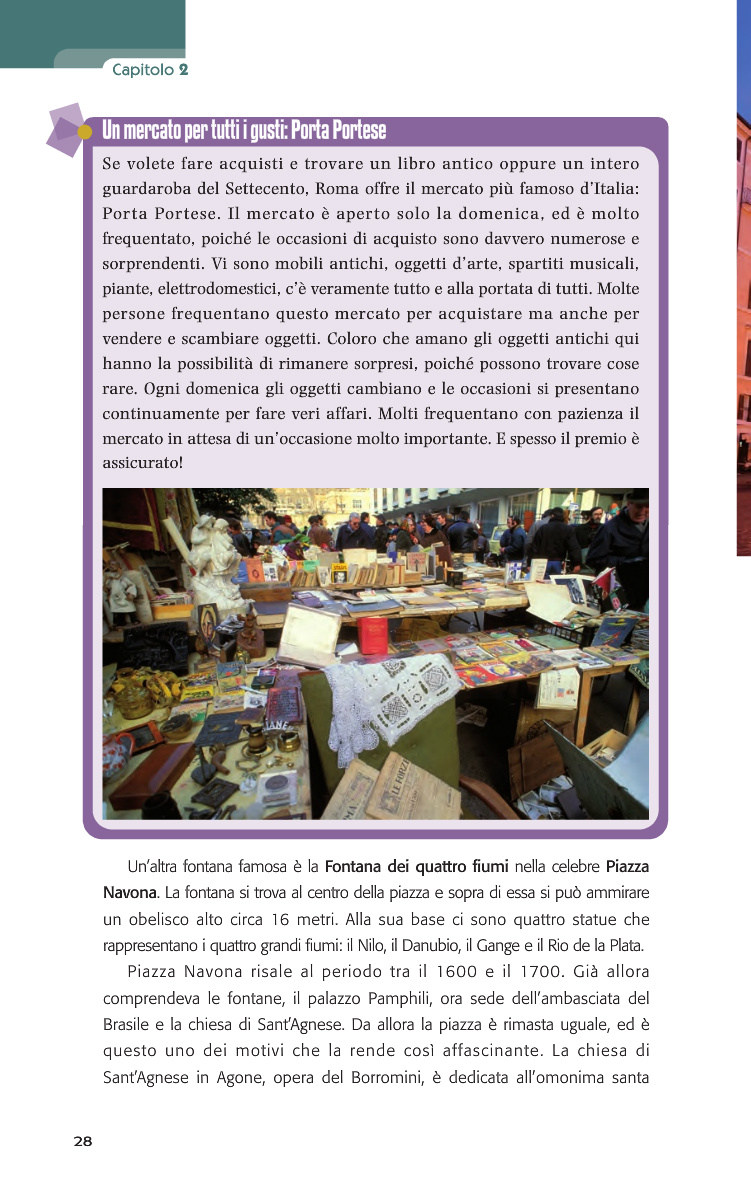 Capitolo 2
Un mercato per tutti i gusti: Porta Portese
Se volete fare acquisti e trovare un libro antico oppure un intero
guardaroba del Settecento, Roma offre il mercato più famoso d’Italia:
Porta Portese. Il mercato è aperto solo la domenica, ed è molto
frequentato, poiché le occasioni di acquisto sono davvero numerose e
sorprendenti. Vi sono mobili antichi, oggetti d’arte, spartiti musicali,
piante, elettrodomestici, c’è veramente tutto e alla portata di tutti. Molte
persone frequentano questo mercato per acquistare ma anche per
vendere e scambiare oggetti. Coloro che amano gli oggetti antichi qui
hanno la possibilità di rimanere sorpresi, poiché possono trovare cose
rare. Ogni domenica gli oggetti cambiano e le occasioni si presentano
continuamente per fare veri affari. Molti frequentano con pazienza il
mercato in attesa di un’occasione molto importante. E spesso il premio è
assicurato!
LE FORZE
Un’altra fontana famosa è la Fontana dei quattro fiumi nella celebre Piazza
Navona. La fontana si trova al centro della piazza e sopra di essa si può ammirare
un obelisco alto circa 16 metri. Alla sua base ci sono quattro statue che
rappresentano i quattro grandi fiumi: il Nilo, il Danubio, il Gange e il Rio de la Plata.
Piazza Navona risale al periodo tra il 1600 e il 1700. Già allora
comprendeva le fontane, il palazzo Pamphili, ora sede dell’ambasciata del
Brasile e la chiesa di Sant’Agnese. Da allora la piazza è rimasta uguale, ed è
questo uno dei motivi che la rende così affascinante. La chiesa di
Sant’Agnese in Agone, opera del Borromini, è dedicata all’omonima santa
28